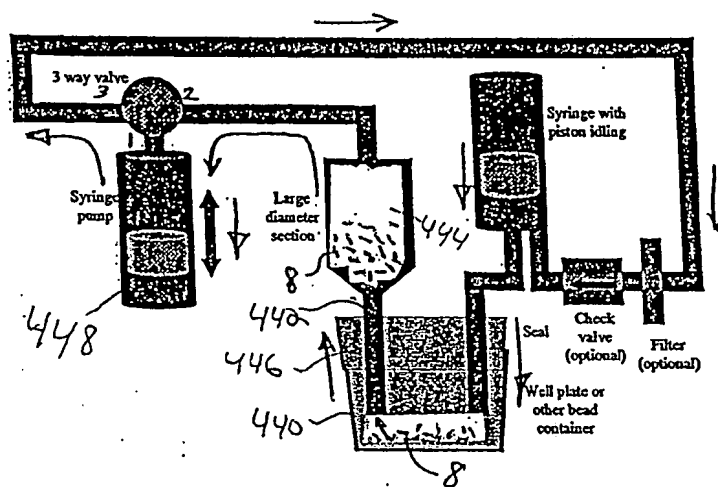 3 way valve
3
2
1
Syringe
pump
448
Large
diameter
section
8
444
442
446
440
8
Syringe with
piston idling
Seal
Well plate or
other bead
container
Check
valve
(optional)
Filter
(optional)